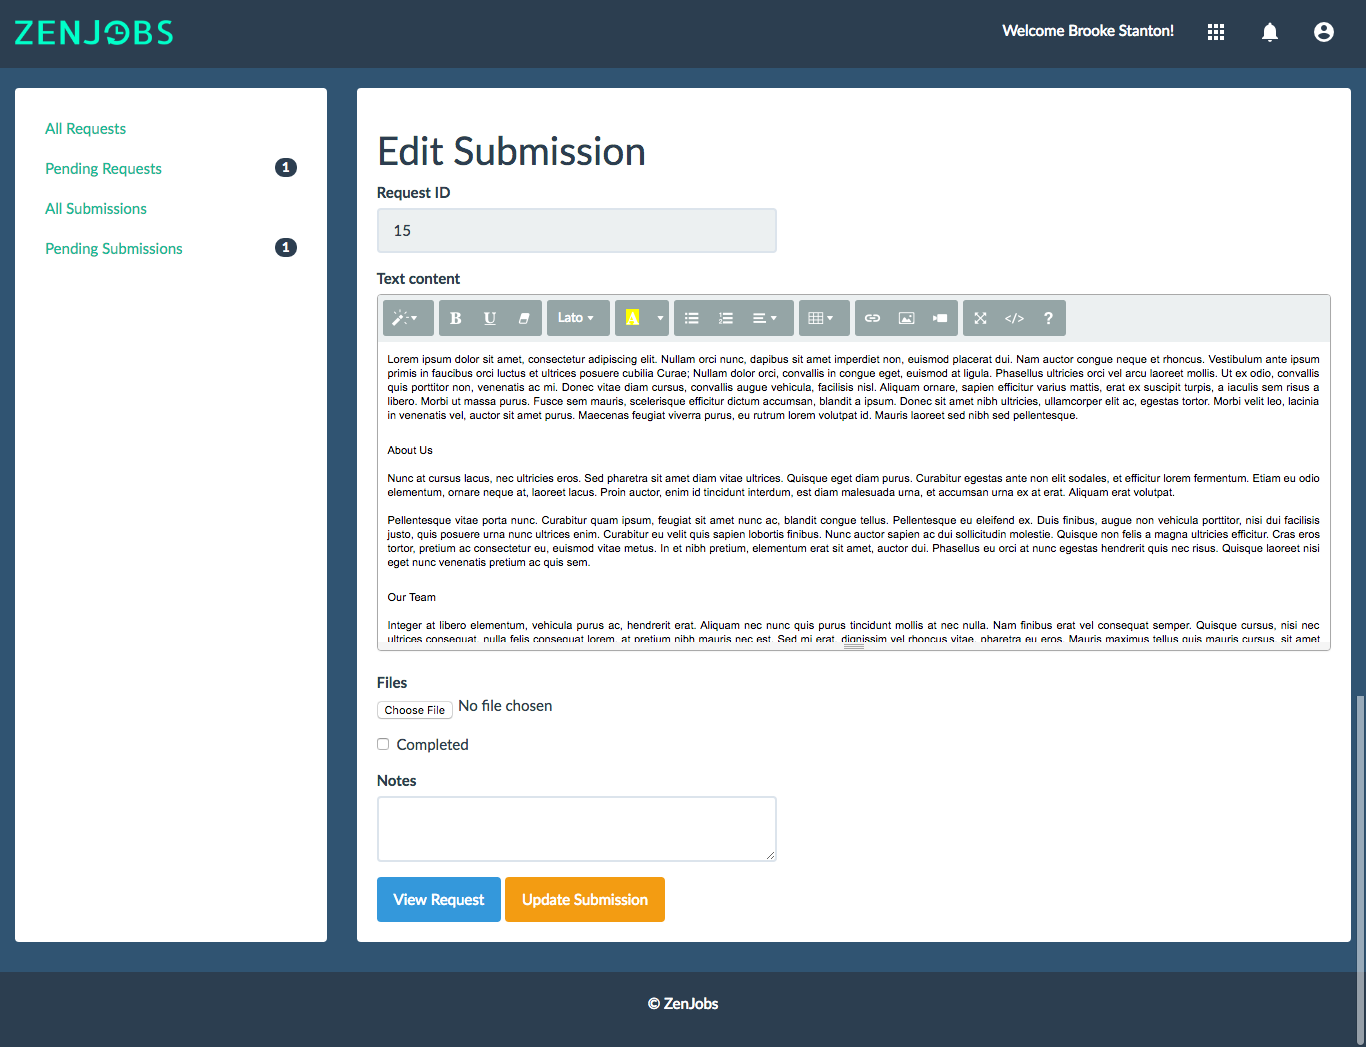 ZENJOBS
Welcome Brooke Stanton!
All Requests
Pending Requests 1
All Submissions
Pending Submissions 1
Edit Submission
Request ID
15
Text content
B U Lato A </> ?
Lorem ipsum dolor sit amet, consectetur adipiscing elit. Nullam orci nunc, dapibus sit amet imperdiet non, euismod placerat dui. Nam auctor congue neque et rhoncus. Vestibulum ante ipsum
primis in faucibus orci luctus et ultrices posuere cubilia Curae; Nullam dolor orci, convallis in congue eget, euismod at ligula. Phasellus ultricies orci vel arcu laoreet mollis. Ut ex odio, convallis
quis porttitor non, venenatis ac mi. Donec vitae diam cursus, convallis augue vehicula, facilisis nisl. Aliquam ornare, sapien efficitur varius mattis, erat ex suscipit turpis, a iaculis sem risus a
libero. Morbi ut massa purus. Fusce sem mauris, scelerisque efficitur dictum accumsan, blandit a ipsum. Donec sit amet nibh ultricies, ullamcorper elit ac, egestas tortor. Morbi velit leo, lacinia
in venenatis vel, auctor sit amet purus. Maecenas feugiat viverra purus, eu rutrum lorem volutpat id. Mauris laoreet sed nibh sed pellentesque.
About Us
Nunc at cursus lacus, nec ultricies eros. Sed pharetra sit amet diam vitae ultrices. Quisque eget diam purus. Curabitur egestas ante non elit sodales, et efficitur lorem fermentum. Etiam eu odio
elementum, ornare neque at, laoreet lacus. Proin auctor, enim id tincidunt interdum, est diam malesuada urna, et accumsan urna ex at erat. Aliquam erat volutpat.
Pellentesque vitae porta nunc. Curabitur quam ipsum, feugiat sit amet nunc ac, blandit congue tellus. Pellentesque eu eleifend ex. Duis finibus, augue non vehicula porttitor, nisi dui facilisis
justo, quis posuere urna nunc ultrices enim. Curabitur eu velit quis sapien lobortis finibus. Nunc auctor sapien ac dui sollicitudin molestie. Quisque non felis a magna ultricies efficitur. Cras eros
tortor, pretium ac consectetur eu, euismod vitae metus. In et nibh pretium, elementum erat sit amet, auctor dui. Phasellus eu orci at nunc egestas hendrerit quis nec risus. Quisque laoreet nisi
eget nunc venenatis pretium ac quis sem.
Our Team
Integer at libero elementum, vehicula purus ac, hendrerit erat. Aliquam nec nunc quis purus tincidunt mollis at nec nulla. Nam finibus erat vel consequat semper. Quisque cursus, nisi nec
ultrices consequat, nulla felis consequat lorem, at pretium nibh mauris nec est. Sed mi erat, dignissim vel rhoncus vitae, pharetra eu eros. Mauris maximus tellus quis mauris cursus, sit amet
Files
Choose File No file chosen
Completed
Notes
View Request Update Submission
© ZenJobs